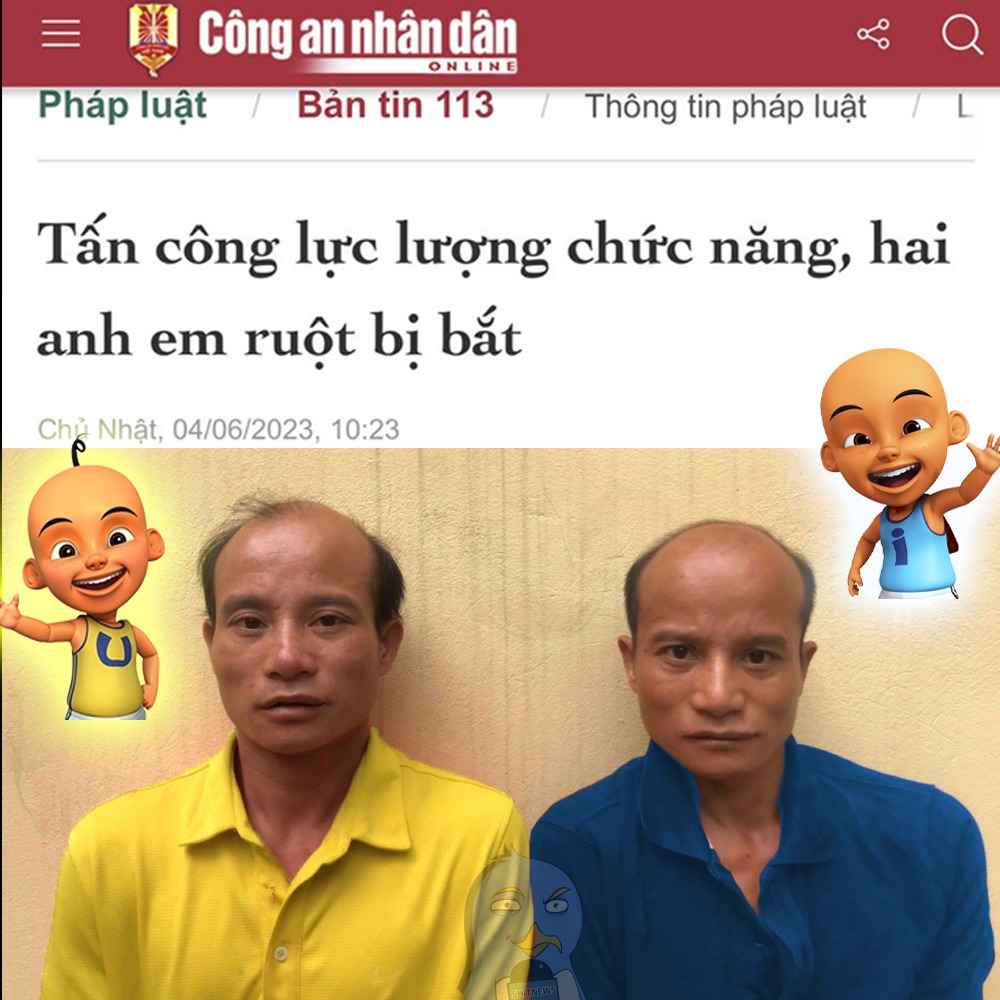 Công an nhân dân
ONLINE
Pháp luật / Bản tin 113 / Thông tin pháp luật / L
Tấn công lực lượng chức năng, hai
anh em ruột bị bắt
Chủ Nhật, 04/06/2023, 10:23
i
U
SHITNEWS